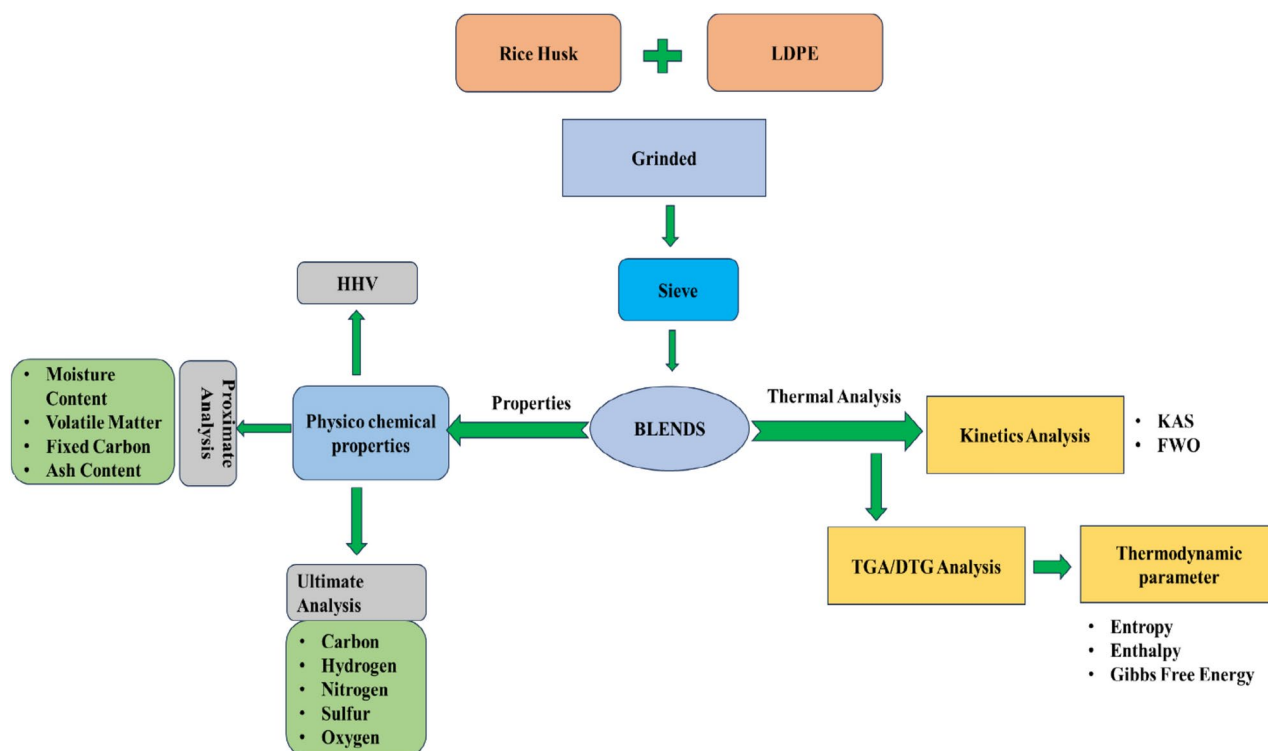 Rice Husk
LDPE
Grinded
Sieve
BLENDS
Properties
Physico chemical
properties
HHV
Proximate
Analysis
• Moisture
Content
• Volatile Matter
• Fixed Carbon
• Ash Content
Ultimate
Analysis
• Carbon
• Hydrogen
• Nitrogen
• Sulfur
• Oxygen
Thermal Analysis
Kinetics Analysis
• KAS
• FWO
TGA/DTG Analysis
Thermodynamic
parameter
• Entropy
• Enthalpy
• Gibbs Free Energy